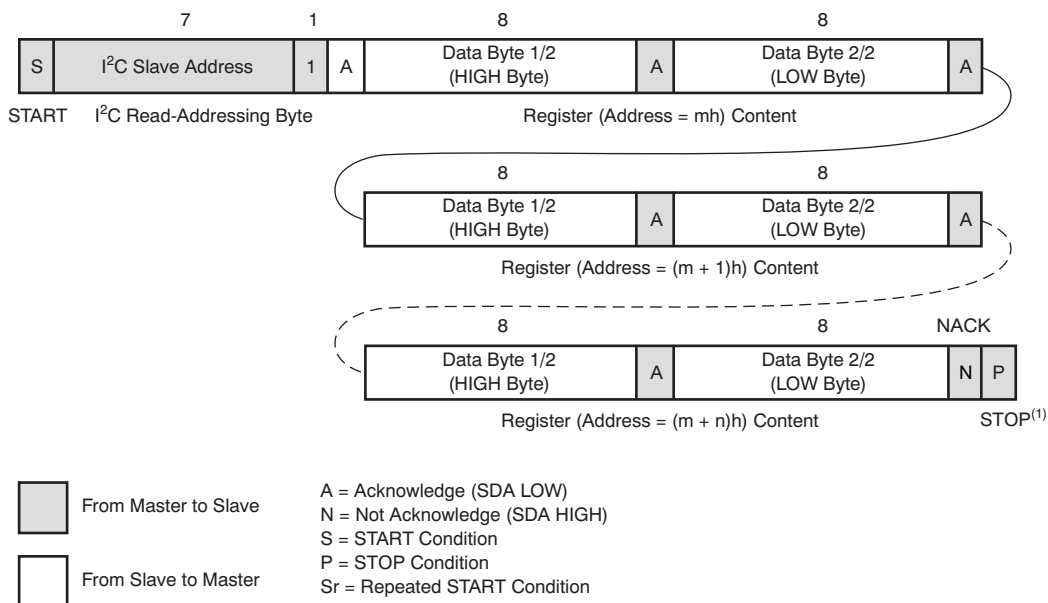 7 1 8 8
S I²C Slave Address 1 A Data Byte 1/2 (HIGH Byte) A Data Byte 2/2 (LOW Byte) A
START I²C Read-Addressing Byte Register (Address = mh) Content
8 8
Data Byte 1/2 (HIGH Byte) A Data Byte 2/2 (LOW Byte) A
Register (Address = (m + 1)h) Content
8 8 NACK
Data Byte 1/2 (HIGH Byte) A Data Byte 2/2 (LOW Byte) N P
Register (Address = (m + n)h) Content STOP⁽¹⁾
From Master to Slave
From Slave to Master
A = Acknowledge (SDA LOW)
N = Not Acknowledge (SDA HIGH)
S = START Condition
P = STOP Condition
Sr = Repeated START Condition